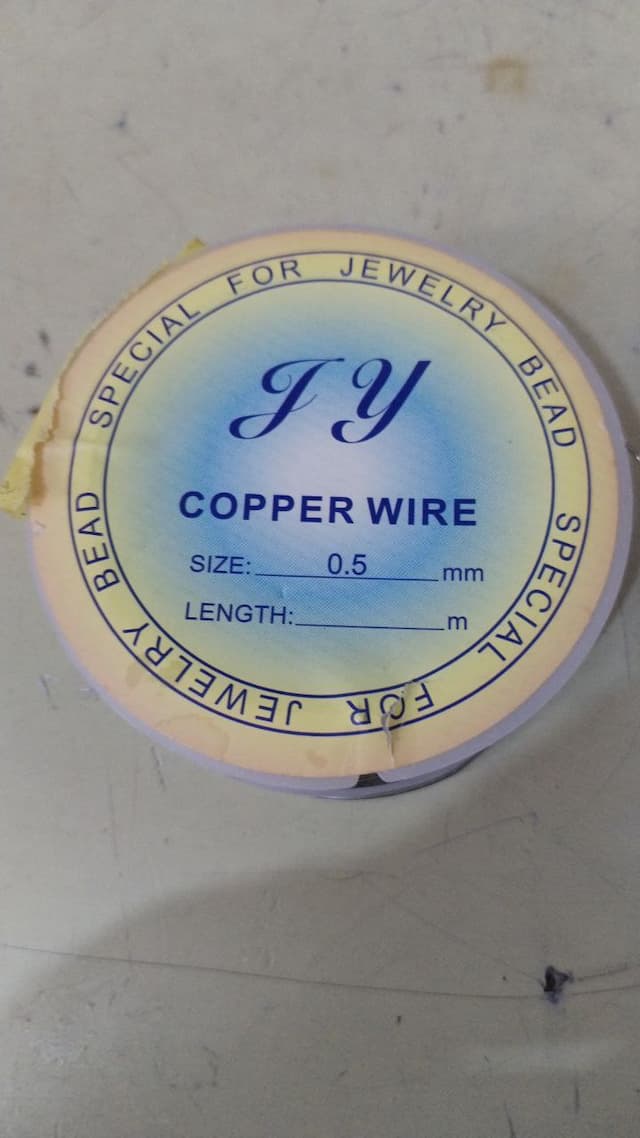 SPECIAL FOR JEWELRY BEAD
SPECIAL FOR JEWELRY BEAD
JY
COPPER WIRE
SIZE: 0.5 mm
LENGTH: m